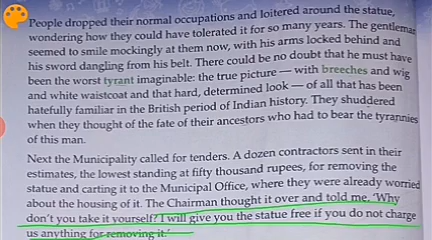 People dropped their normal occupations and loitered around the statue,
wondering how they could have tolerated it for so many years. The gentleman
seemed to smile mockingly at them now, with his arms locked behind and
his sword dangling from his belt. There could be no doubt that he must have
been the worst tyrant imaginable: the true picture — with breeches and wig
and white waistcoat and that hard, determined look — of all that has been
hatefully familiar in the British period of Indian history. They shuddered
when they thought of the fate of their ancestors who had to bear the tyrannies
of this man.
Next the Municipality called for tenders. A dozen contractors sent in their
estimates, the lowest standing at fifty thousand rupees, for removing the
statue and carting it to the Municipal Office, where they were already worried
about the housing of it. The Chairman thought it over and told me, 'Why
don't you take it yourself? I will give you the statue free if you do not charge
us anything for removing it.'